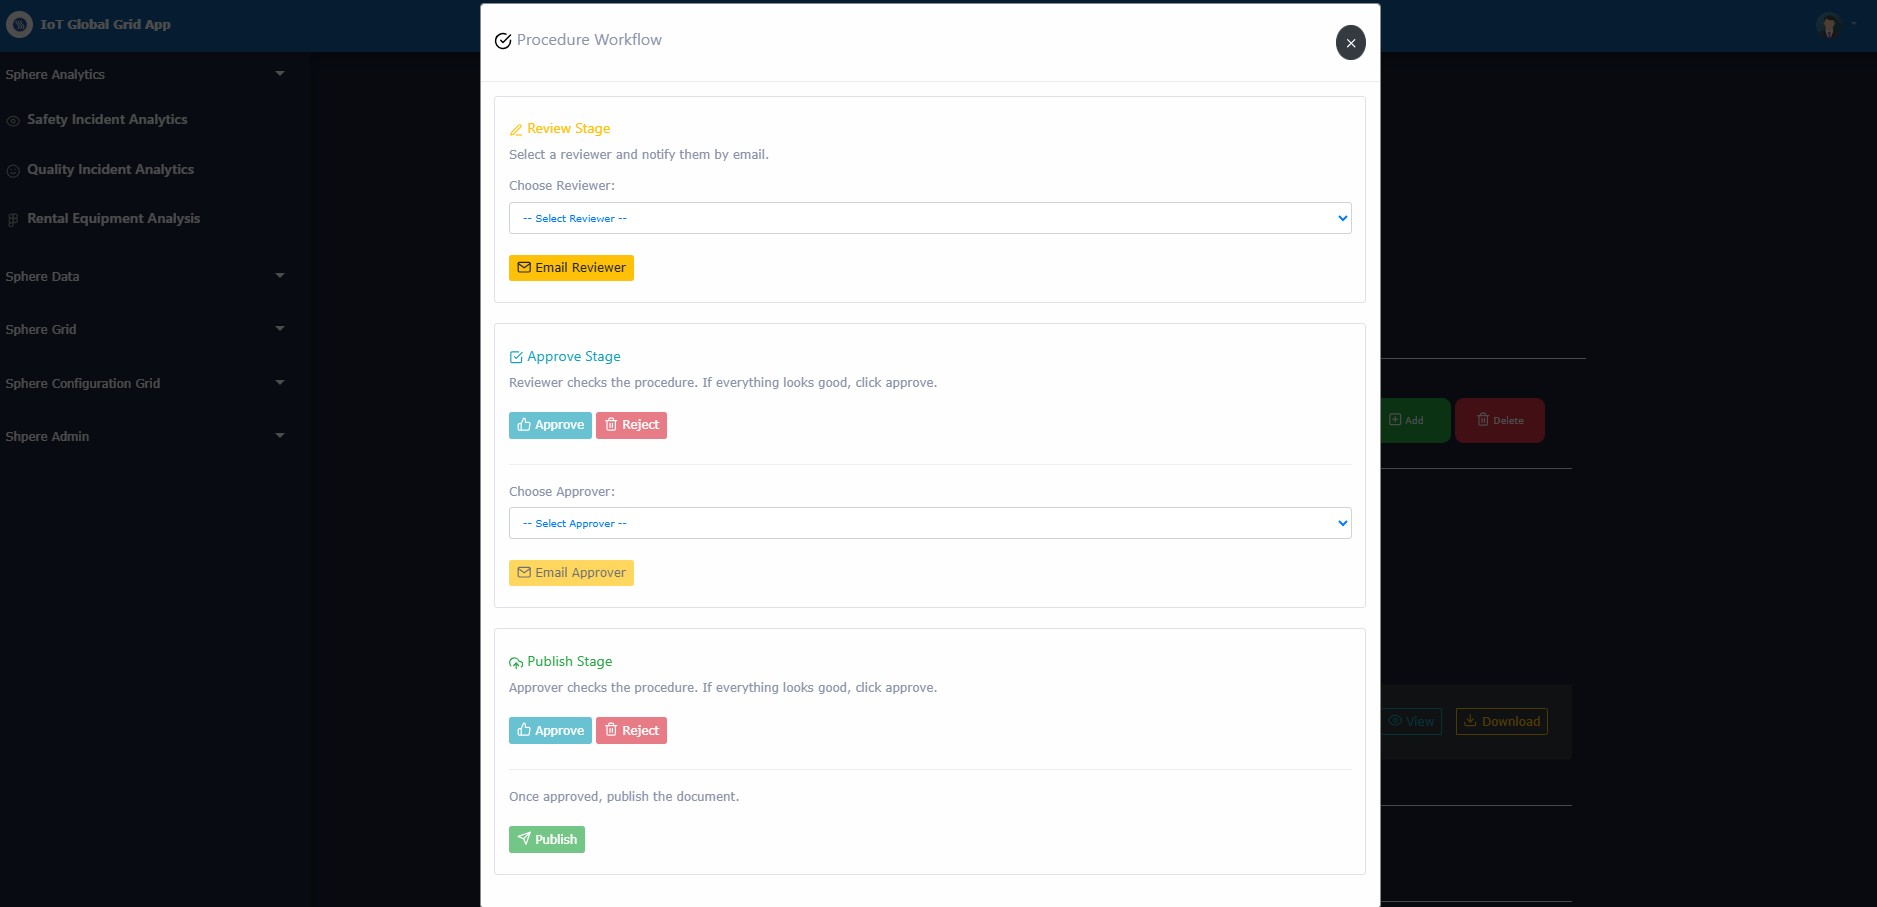 IoT Global Grid App
Sphere Analytics
Safety Incident Analytics
Quality Incident Analytics
Rental Equipment Analysis
Sphere Data
Sphere Grid
Sphere Configuration Grid
Shpere Admin
Procedure Workflow
Review Stage
Select a reviewer and notify them by email.
Choose Reviewer:
-- Select Reviewer --
Email Reviewer
Approve Stage
Reviewer checks the procedure. If everything looks good, click approve.
Approve Reject
Choose Approver:
-- Select Approver --
Email Approver
Publish Stage
Approver checks the procedure. If everything looks good, click approve.
Approve Reject
Once approved, publish the document.
Publish
Add Delete
View Download